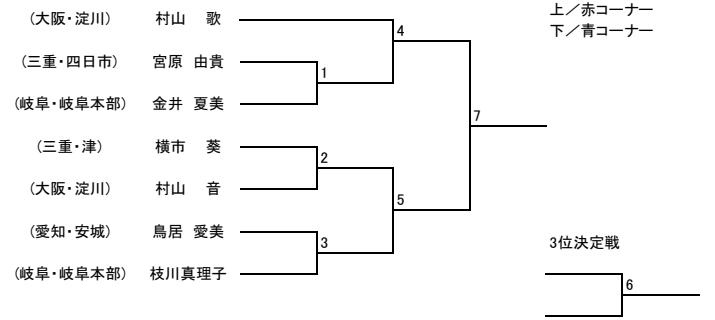 (大阪・淀川) 村山 歌
(三重・四日市) 宮原 由貴
(岐阜・岐阜本部) 金井 夏美
(三重・津) 横市 葵
(大阪・淀川) 村山 音
(愛知・安城) 鳥居 愛美
(岐阜・岐阜本部) 枝川真理子
1
2
3
4
5
7
上／赤コーナー
下／青コーナー
3位決定戦
6